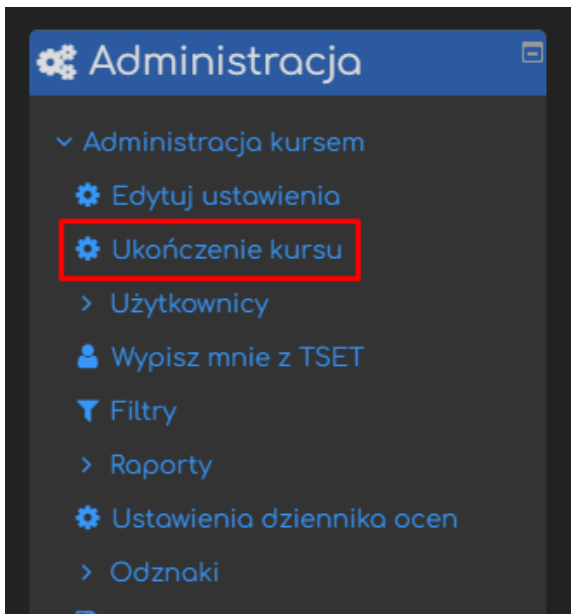 Administracja
Administracja kursem
Edytuj ustawienia
Ukończenie kursu
Użytkownicy
Wypisz mnie z TSET
Filtry
Raporty
Ustawienia dziennika ocen
Odznaki